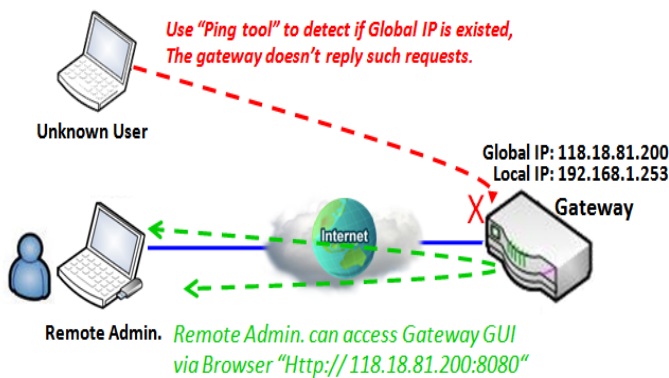 Use “Ping tool” to detect if Global IP is existed,
The gateway doesn’t reply such requests.
Unknown User
Global IP: 118.18.81.200
Local IP: 192.168.1.253
X
Gateway
Internet
Remote Admin.
Remote Admin. can access Gateway GUI
via Browser “Http:// 118.18.81.200:8080“